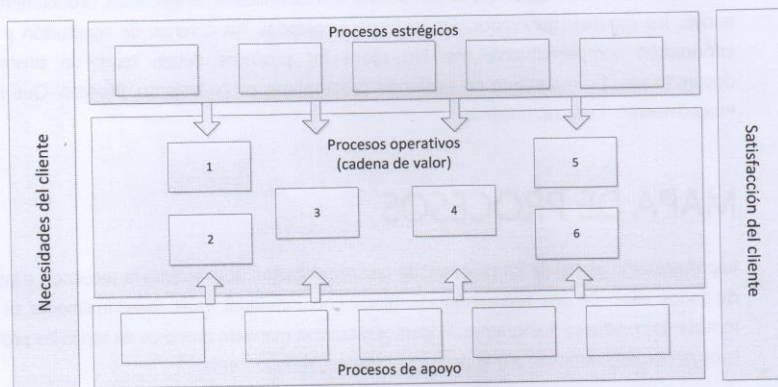 Procesos estrégicos
Necesidades del cliente
Procesos operativos
(cadena de valor)
1
2
3
4
5
6
Satisfacción del cliente
Procesos de apoyo
MAPA DE PROCESOS